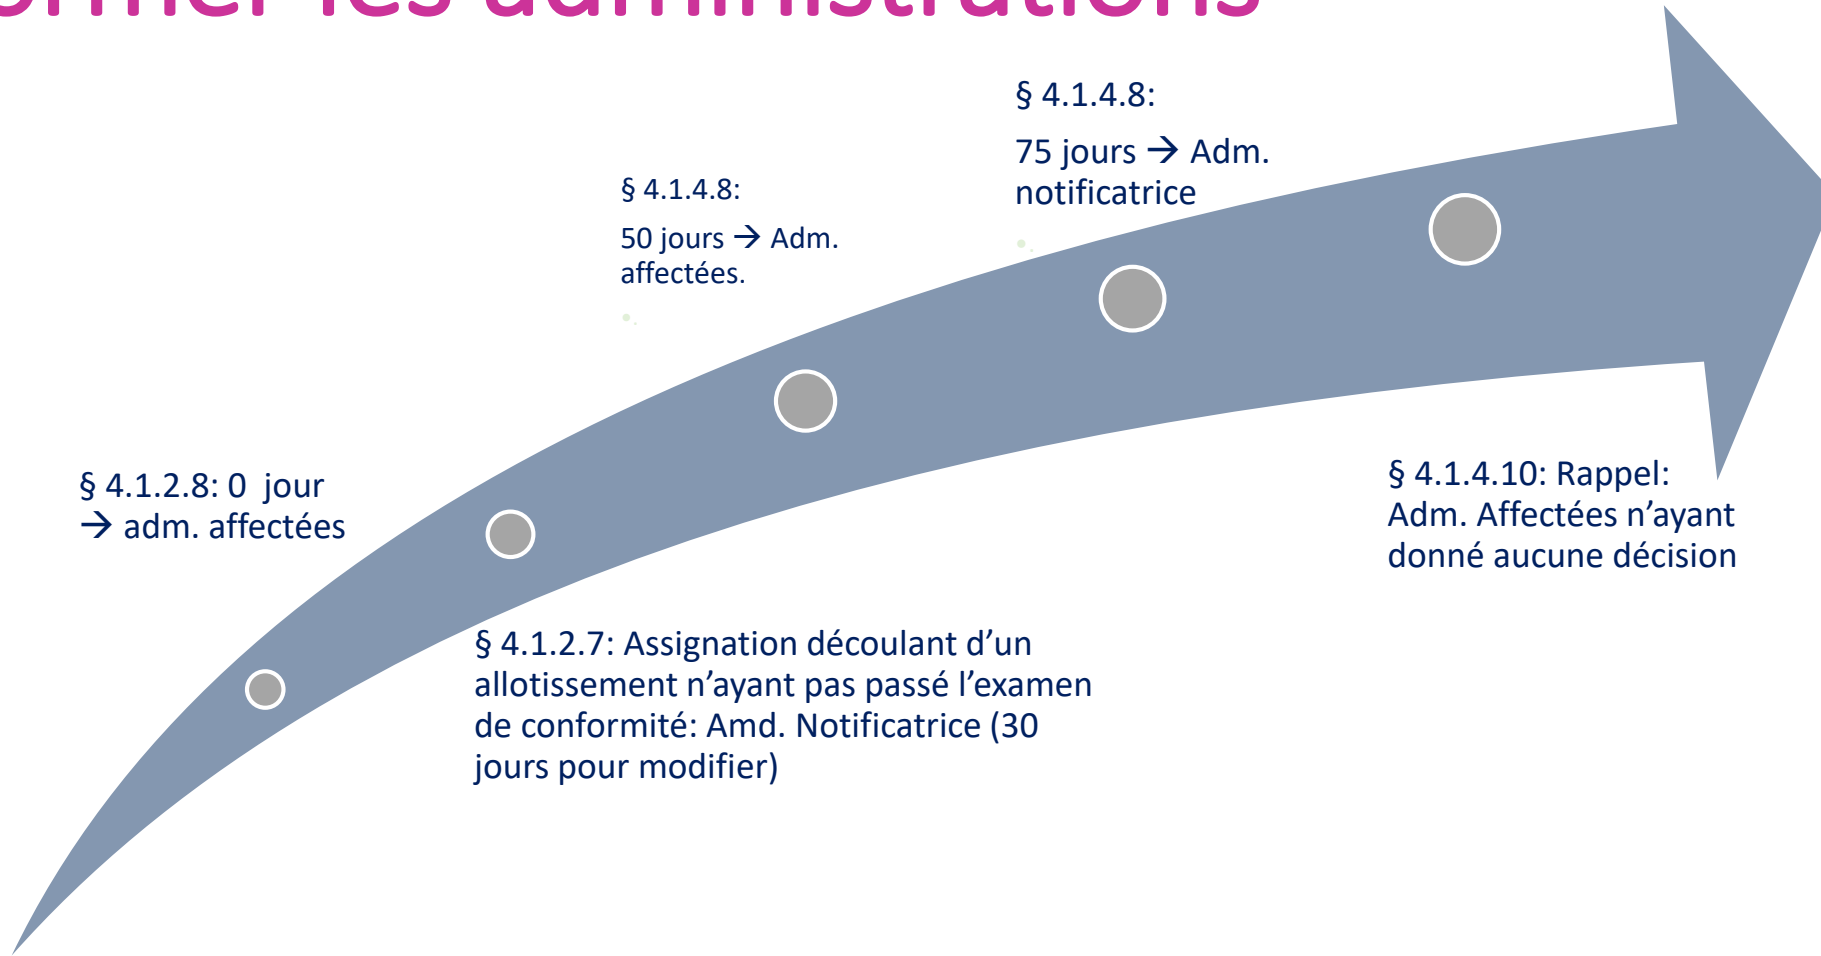 les administrations
§ 4.1.2.8: 0 jour
→ adm. affectées
§ 4.1.2.7: Assignation découlant d’un
allotissement n’ayant pas passé l’examen
de conformité: Amd. Notificatrice (30
jours pour modifier)
§ 4.1.4.8:
50 jours → Adm.
affectées.
§ 4.1.4.8:
75 jours → Adm.
notificatrice
§ 4.1.4.10: Rappel:
Adm. Affectées n’ayant
donné aucune décision